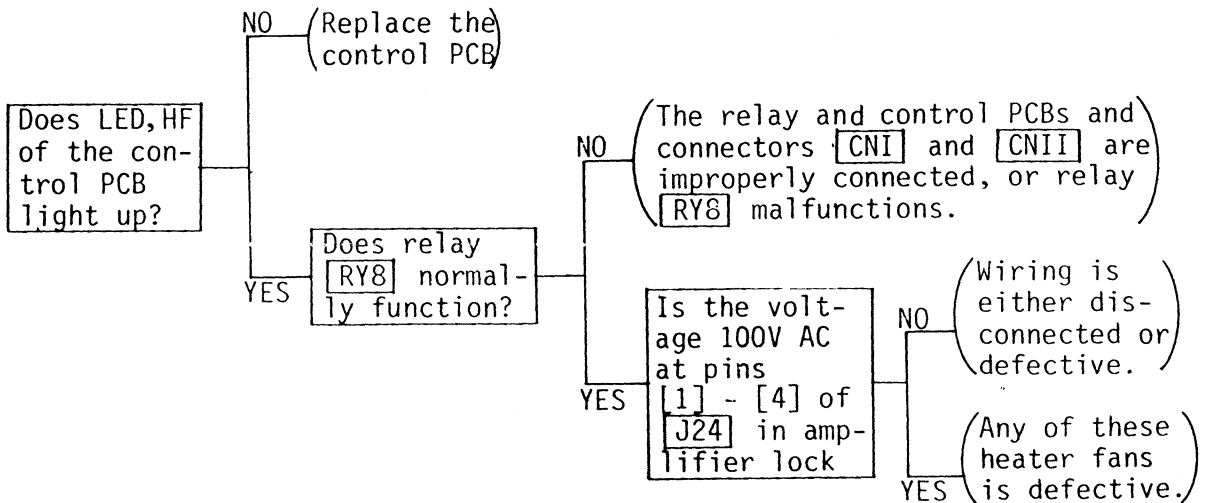 NO
(Replace the
control PCB)
Does LED, HF
of the con-
trol PCB
light up?
NO
(The relay and control PCBs and
connectors CNI and CNII are
improperly connected, or relay
RY8 malfunctions.)
YES
Does relay
RY8 normal-
ly function?
YES
Is the volt-
age 100V AC
at pins
[1] - [4] of
J24 in amp-
lifier lock
NO
(Wiring is
either dis-
connected or
defective.)
YES
(Any of these
heater fans
is defective.)